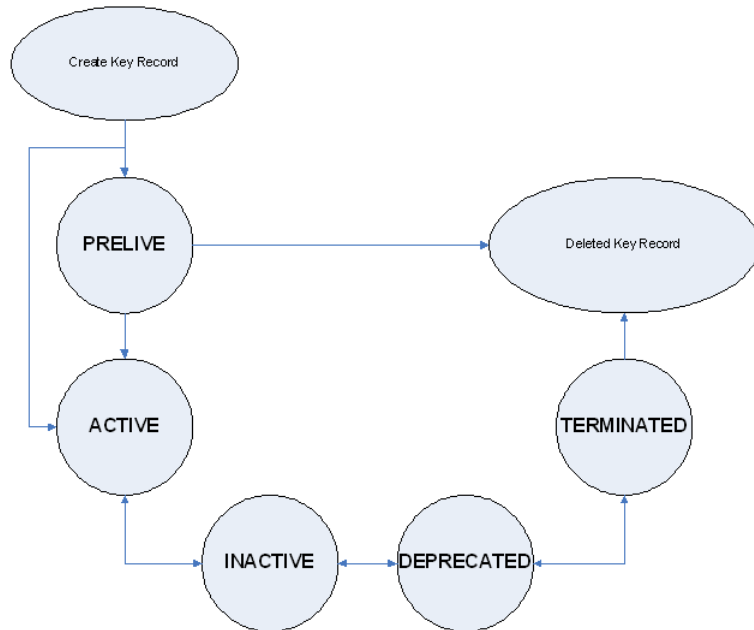 Create Key Record
PRELIVE
Deleted Key Record
ACTIVE
TERMINATED
INACTIVE
DEPRECATED